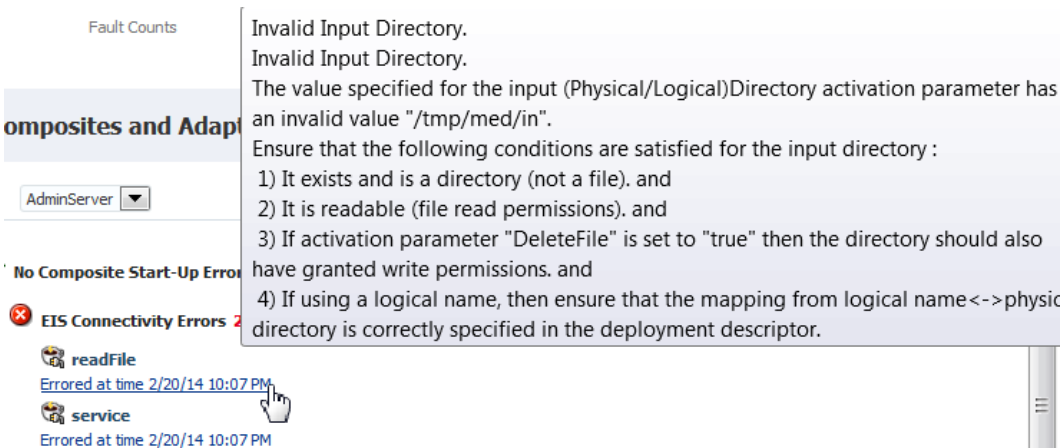 Fault Counts
Invalid Input Directory.
Invalid Input Directory.
The value specified for the input (Physical/Logical)Directory activation parameter has
an invalid value "/tmp/med/in".
Ensure that the following conditions are satisfied for the input directory :
1) It exists and is a directory (not a file). and
2) It is readable (file read permissions). and
3) If activation parameter "DeleteFile" is set to "true" then the directory should also
have granted write permissions. and
4) If using a logical name, then ensure that the mapping from logical name<->physic
directory is correctly specified in the deployment descriptor.
omposites and Adapt
AdminServer
No Composite Start-Up Error
EIS Connectivity Errors 2
readFile
Errored at time 2/20/14 10:07 PM
service
Errored at time 2/20/14 10:07 PM